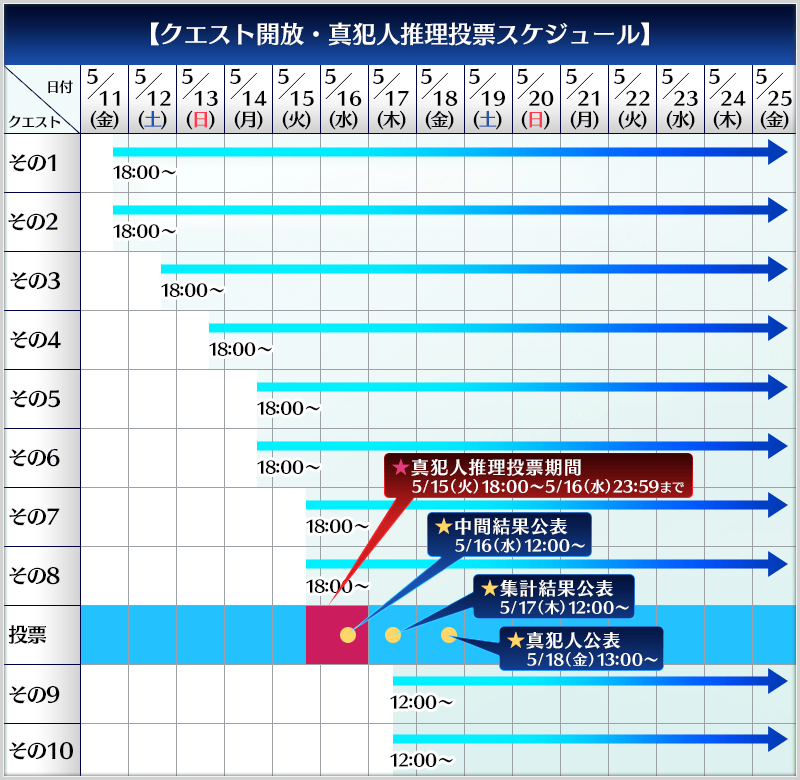 【クエスト開放・真犯人推理投票スケジュール】
日付
クエスト
5/11(金)
5/12(土)
5/13(日)
5/14(月)
5/15(火)
5/16(水)
5/17(木)
5/18(金)
5/19(土)
5/20(日)
5/21(月)
5/22(火)
5/23(水)
5/24(木)
5/25(金)
その1
18:00～
その2
18:00～
その3
18:00～
その4
18:00～
その5
18:00～
その6
18:00～
★真犯人推理投票期間
5/15(火)18:00～5/16(水)23:59まで
その7
18:00～
★中間結果公表
5/16(水)12:00～
その8
18:00～
★集計結果公表
5/17(木)12:00～
投票
★真犯人公表
5/18(金)13:00～
その9
12:00～
その10
12:00～